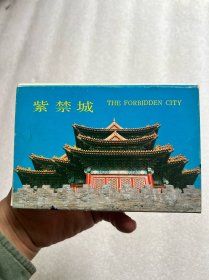 紫禁城 THE FORBIDDEN CITY